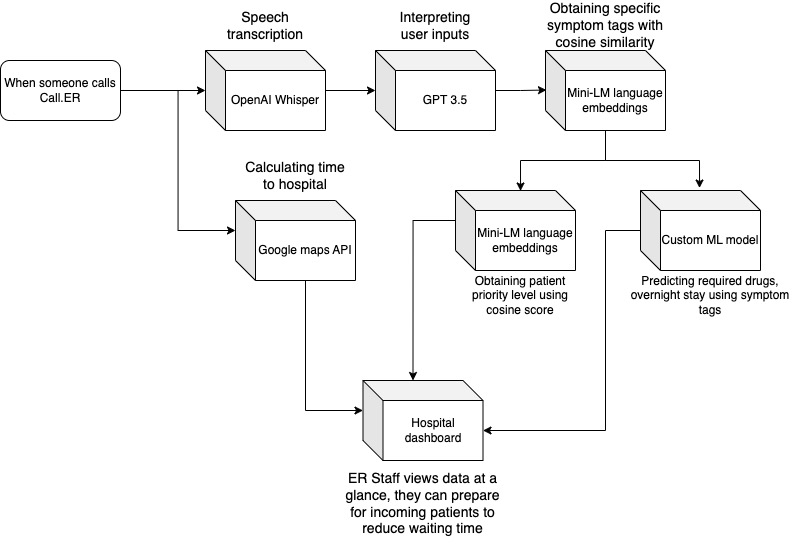 Speech
transcription
Interpreting
user inputs
Obtaining specific
symptom tags with
cosine similarity
When someone calls
Call.ER
OpenAI Whisper
GPT 3.5
Mini-LM language
embeddings
Calculating time
to hospital
Google maps API
Mini-LM language
embeddings
Custom ML model
Obtaining patient
priority level using
cosine score
Predicting required drugs,
overnight stay using symptom
tags
Hospital
dashboard
ER Staff views data at a
glance, they can prepare
for incoming patients to
reduce waiting time